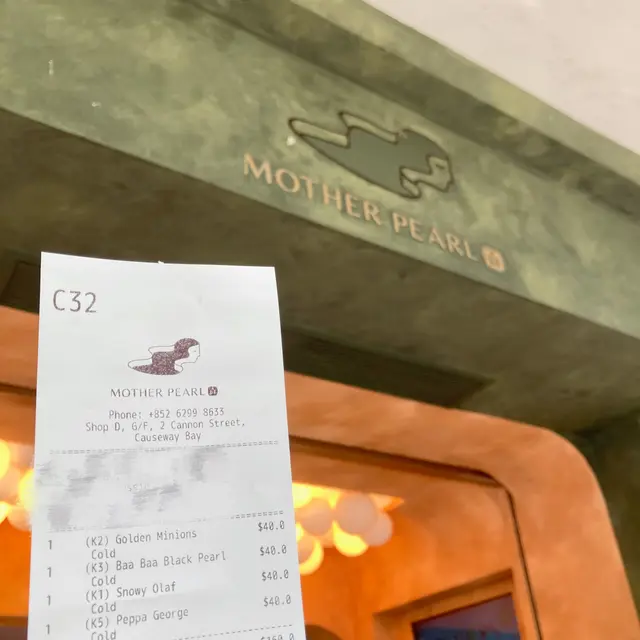 MOTHER PEARL
C32
MOTHER PEARL
Phone: +852 6299 8633
Shop D, G/F, 2 Cannon Street,
Causeway Bay
1 (K2) Golden Minions $40.0
Cold
1 (K3) Baa Baa Black Pearl $40.0
Cold
1 (K1) Snowy Olaf $40.0
Cold
1 (K5) Peppa George $40.0
Cold